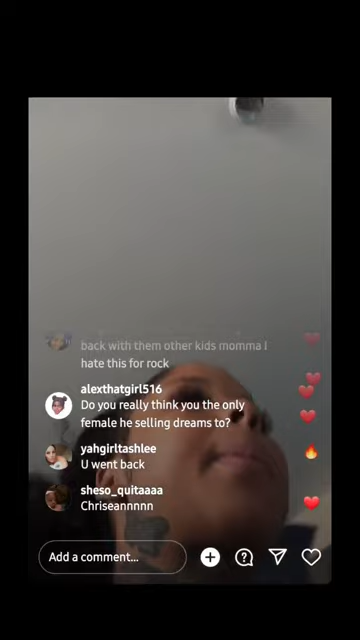 back with them other kids momma I
hate this for rock
alexthatgirl516
Do you really think you the only
female he selling dreams to?
yahgirltashlee
U went back
sheso_quitaaaa
Chriseannnnn
Add a comment...